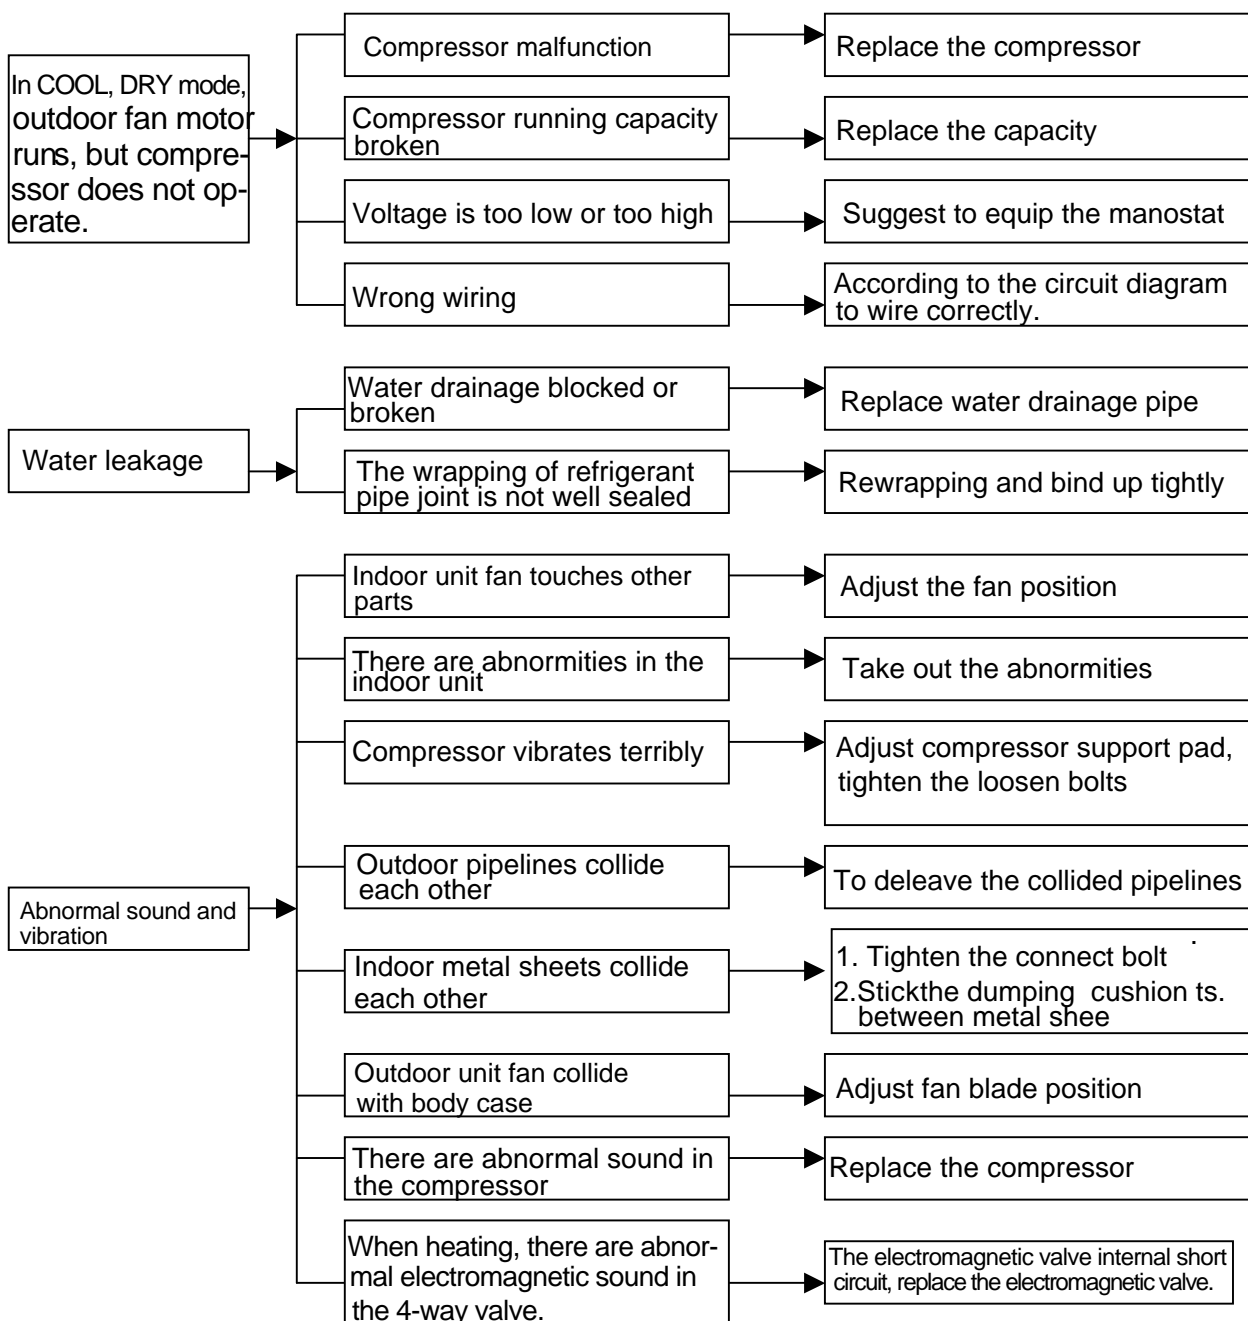 In COOL, DRY mode,
outdoor fan motor
runs, but compre-
ssor does not op-
erate.
Compressor malfunction
Replace the compressor
Compressor running capacity
broken
Replace the capacity
Voltage is too low or too high
Suggest to equip the manostat
Wrong wiring
According to the circuit diagram
to wire correctly.
Water leakage
Water drainage blocked or
broken
Replace water drainage pipe
The wrapping of refrigerant
pipe joint is not well sealed
Rewrapping and bind up tightly
Abnormal sound and
vibration
Indoor unit fan touches other
parts
Adjust the fan position
There are abnormities in the
indoor unit
Take out the abnormities
Compressor vibrates terribly
Adjust compressor support pad,
tighten the loosen bolts
Outdoor pipelines collide
each other
To deleave the collided pipelines
Indoor metal sheets collide
each other
1. Tighten the connect bolt .
2.Stickthe dumping cushion ts.
between metal shee
Outdoor unit fan collide
with body case
Adjust fan blade position
There are abnormal sound in
the compressor
Replace the compressor
When heating, there are abnor-
mal electromagnetic sound in
the 4-way valve.
The electromagnetic valve internal short
circuit, replace the electromagnetic valve.